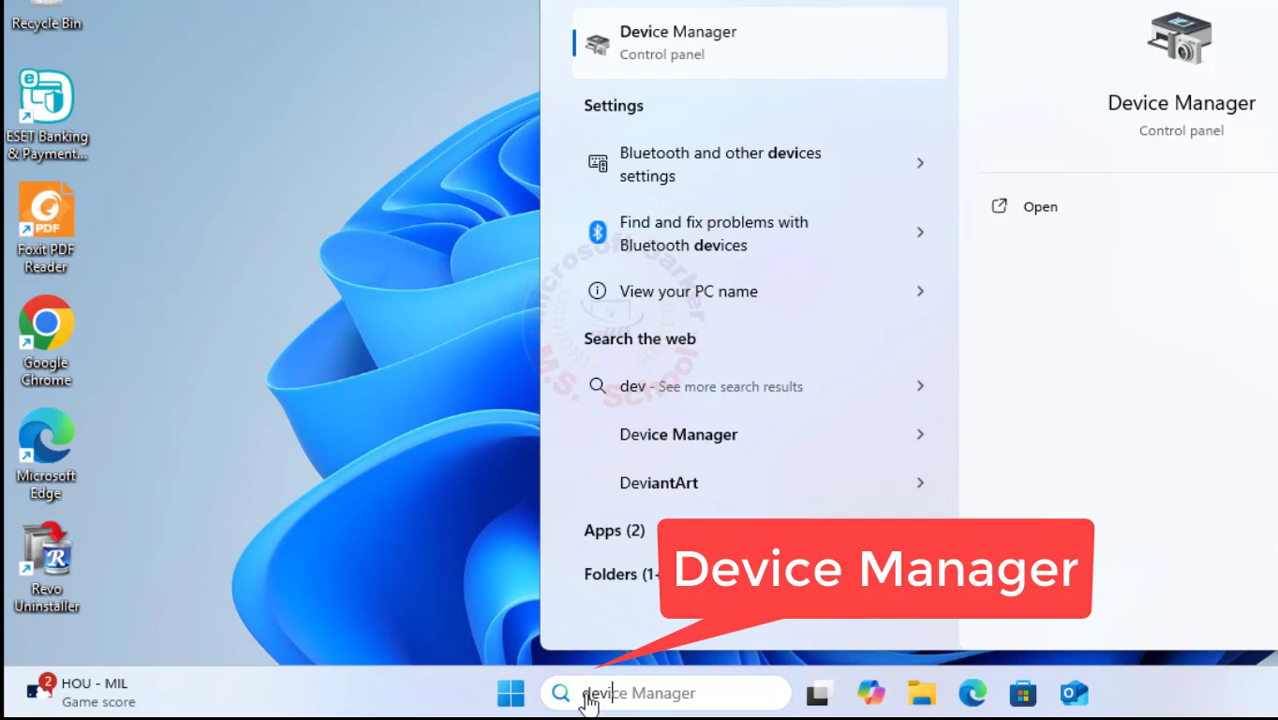 Recycle Bin
ESET Banking
& Payment...
Foxit PDF
Reader
Google
Chrome
Microsoft
Edge
Revo
Uninstaller
Device Manager
Control panel
Settings
Bluetooth and other devices
settings
Find and fix problems with
Bluetooth devices
View your PC name
Search the web
dev - See more search results
Device Manager
DeviantArt
Apps (2)
Folders (1+
Device Manager
Control panel
Open
Microsoft Sarker
M.S. School
Device Manager
2
HOU - MIL
Game score
device Manager